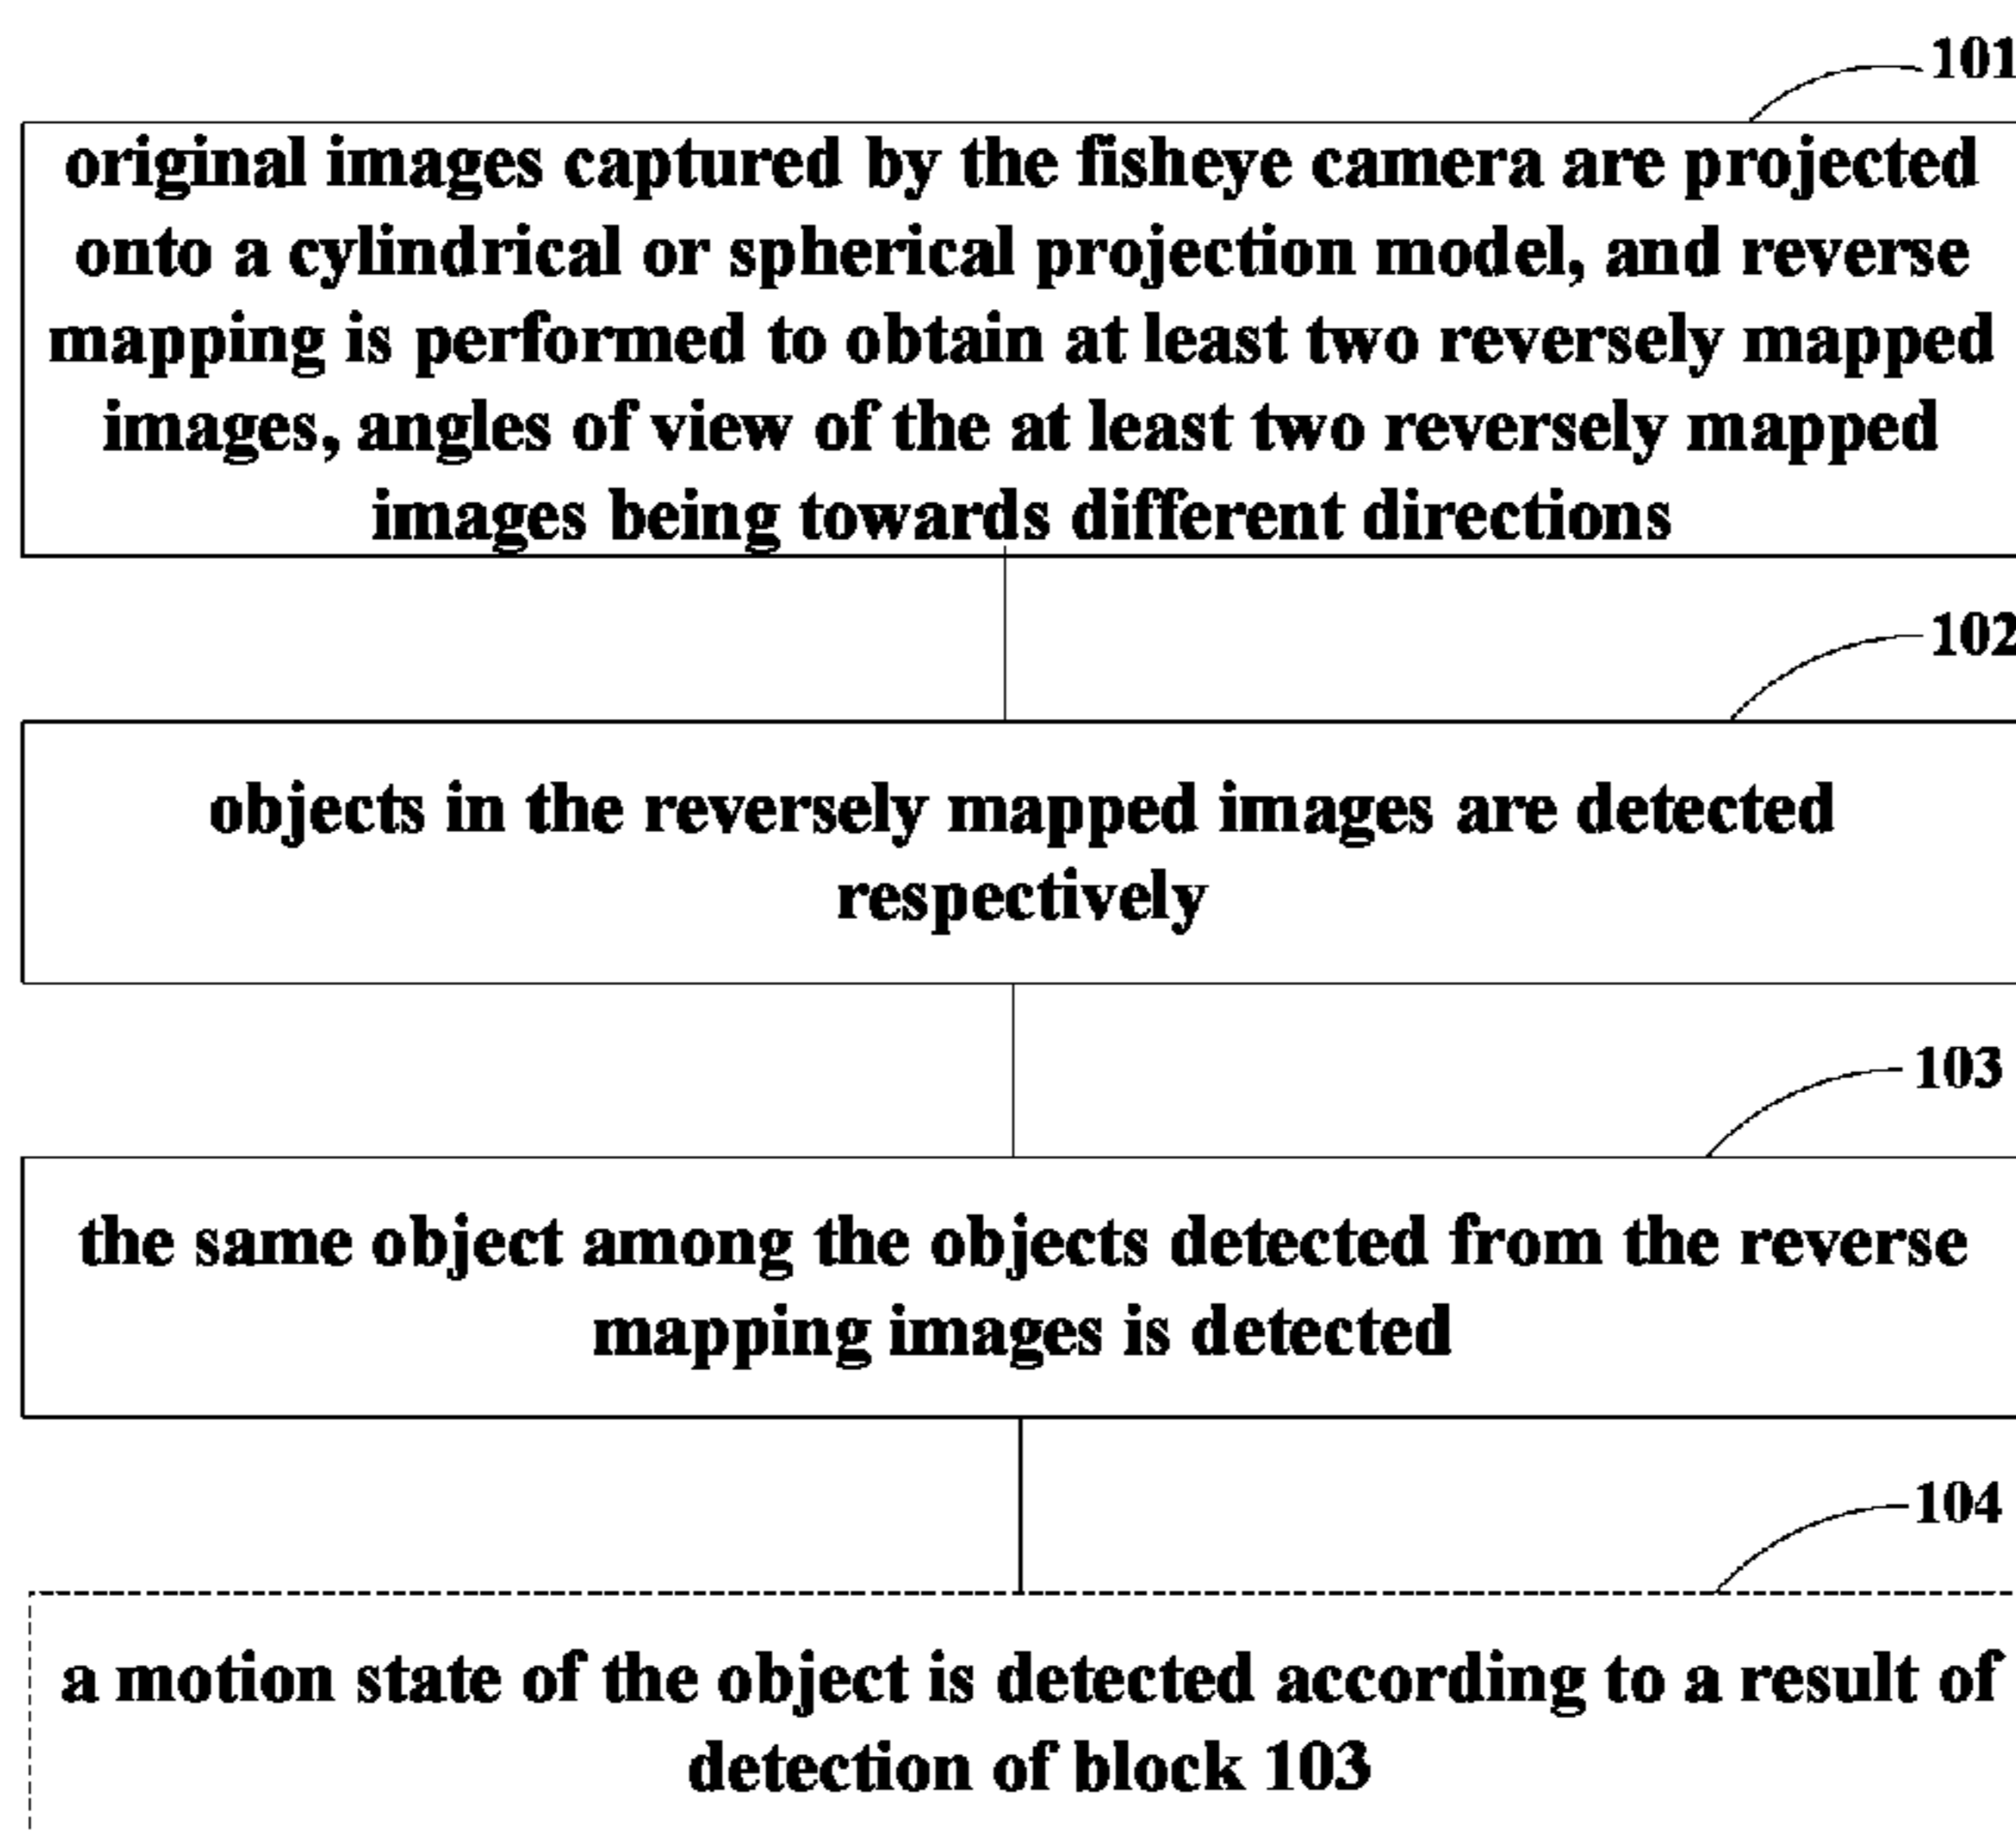 101
original images captured by the fisheye camera are projected
onto a cylindrical or spherical projection model, and reverse
mapping is performed to obtain at least two reversely mapped
images, angles of view of the at least two reversely mapped
images being towards different directions
102
objects in the reversely mapped images are detected
respectively
103
the same object among the objects detected from the reverse
mapping images is detected
104
a motion state of the object is detected according to a result of
detection of block 103